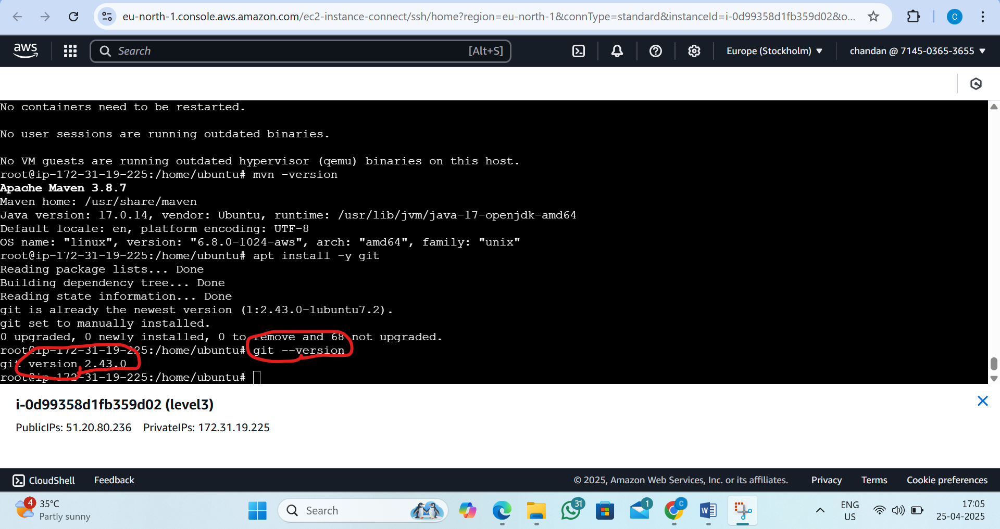 eu-north-1.console.aws.amazon.com/ec2-instance-connect/ssh/home?region=eu-north-1&connType=standard&instanceId=i-0d99358d1fb359d02&o...
C
aws
Search
[Alt+S]
Europe (Stockholm)
chandan @ 7145-0365-3655
No containers need to be restarted.
No user sessions are running outdated binaries.
No VM guests are running outdated hypervisor (qemu) binaries on this host.
root@ip-172-31-19-225:/home/ubuntu# mvn -version
Apache Maven 3.8.7
Maven home: /usr/share/maven
Java version: 17.0.14, vendor: Ubuntu, runtime: /usr/lib/jvm/java-17-openjdk-amd64
Default locale: en, platform encoding: UTF-8
OS name: "linux", version: "6.8.0-1024-aws", arch: "amd64", family: "unix"
root@ip-172-31-19-225:/home/ubuntu# apt install -y git
Reading package lists... Done
Building dependency tree... Done
Reading state information... Done
git is already the newest version (1:2.43.0-1ubuntu7.2).
git set to manually installed.
0 upgraded, 0 newly installed, 0 to remove and 68 not upgraded.
root@ip-172-31-19-225:/home/ubuntu# git --version
git version 2.43.0
root@ip-172-31-19-225:/home/ubuntu#
i-0d99358d1fb359d02 (level3)
PublicIPs: 51.20.80.236 PrivateIPs: 172.31.19.225
CloudShell Feedback © 2025, Amazon Web Services, Inc. or its affiliates. Privacy Terms Cookie preferences
4
35°C
Partly sunny
Search
31
1
C
W
ENG
US
17:05
25-04-2025